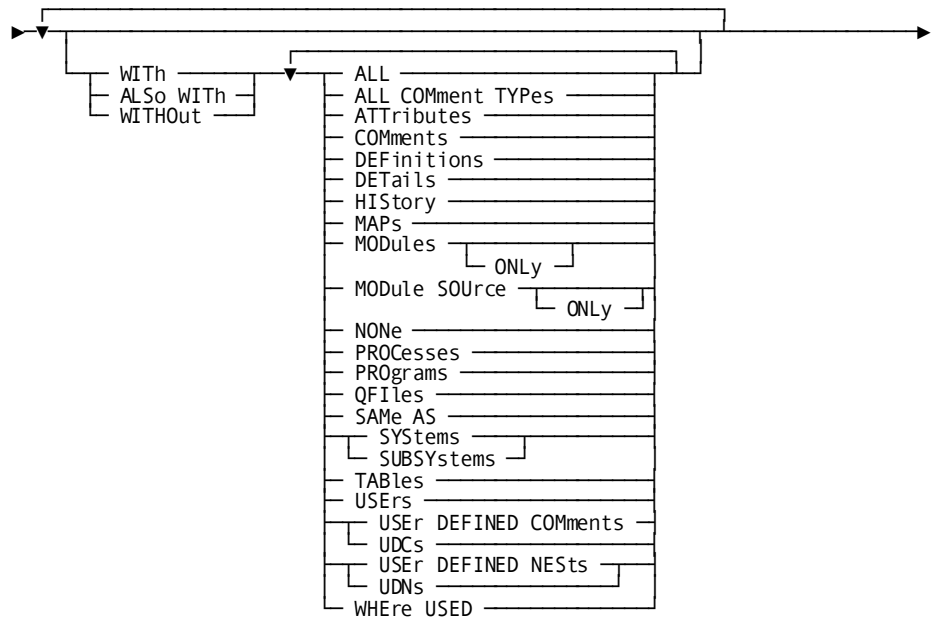 WITh
ALSo WITh
WITHOut
ALL
ALL COMment TYPes
ATTributes
COMments
DEFinitions
DETails
HIStory
MAPs
MODules
ONLy
MODule SOUrce
ONLy
NONe
PROCesses
PROgrams
QFIles
SAMe AS
SYStems
SUBSYstems
TABles
USErs
USEr DEFINED COMments
UDCs
USEr DEFINED NESts
UDNs
WHEre USED